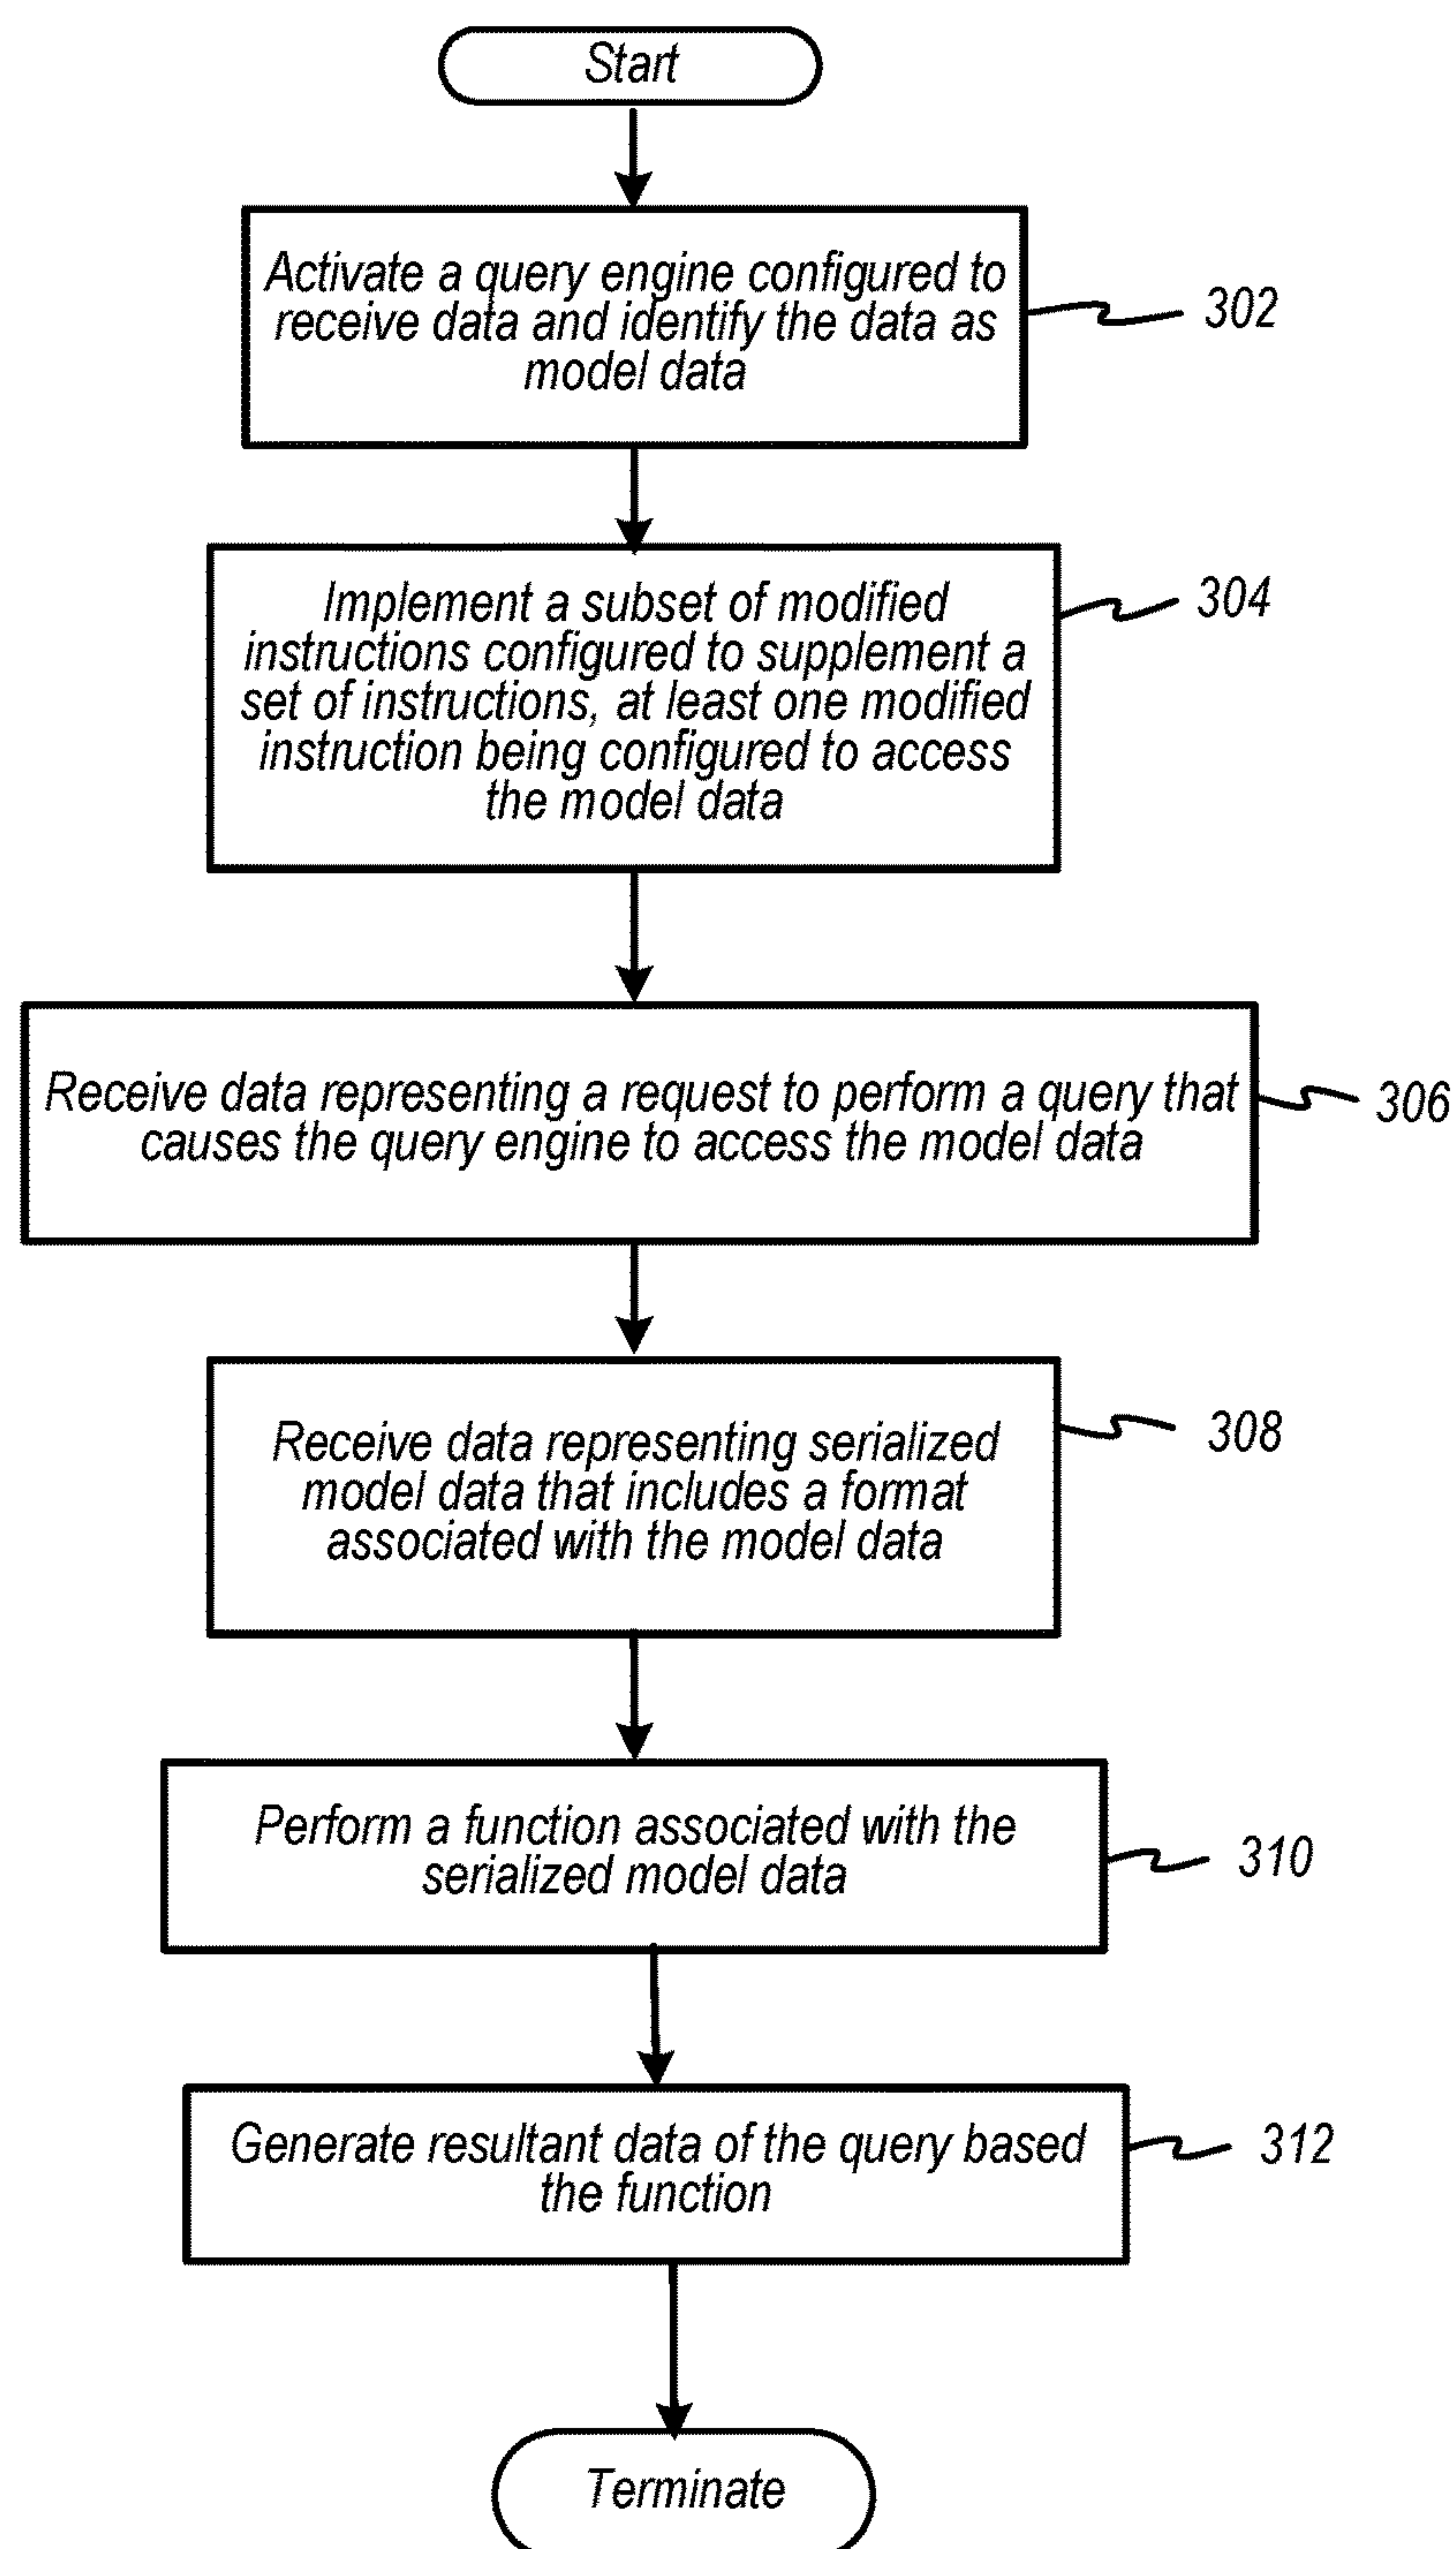 Start
Activate a query engine configured to
receive data and identify the data as
model data
302
Implement a subset of modified
instructions configured to supplement a
set of instructions, at least one modified
instruction being configured to access
the model data
304
Receive data representing a request to perform a query that
causes the query engine to access the model data
306
Receive data representing serialized
model data that includes a format
associated with the model data
308
Perform a function associated with the
serialized model data
310
Generate resultant data of the query based
the function
312
Terminate